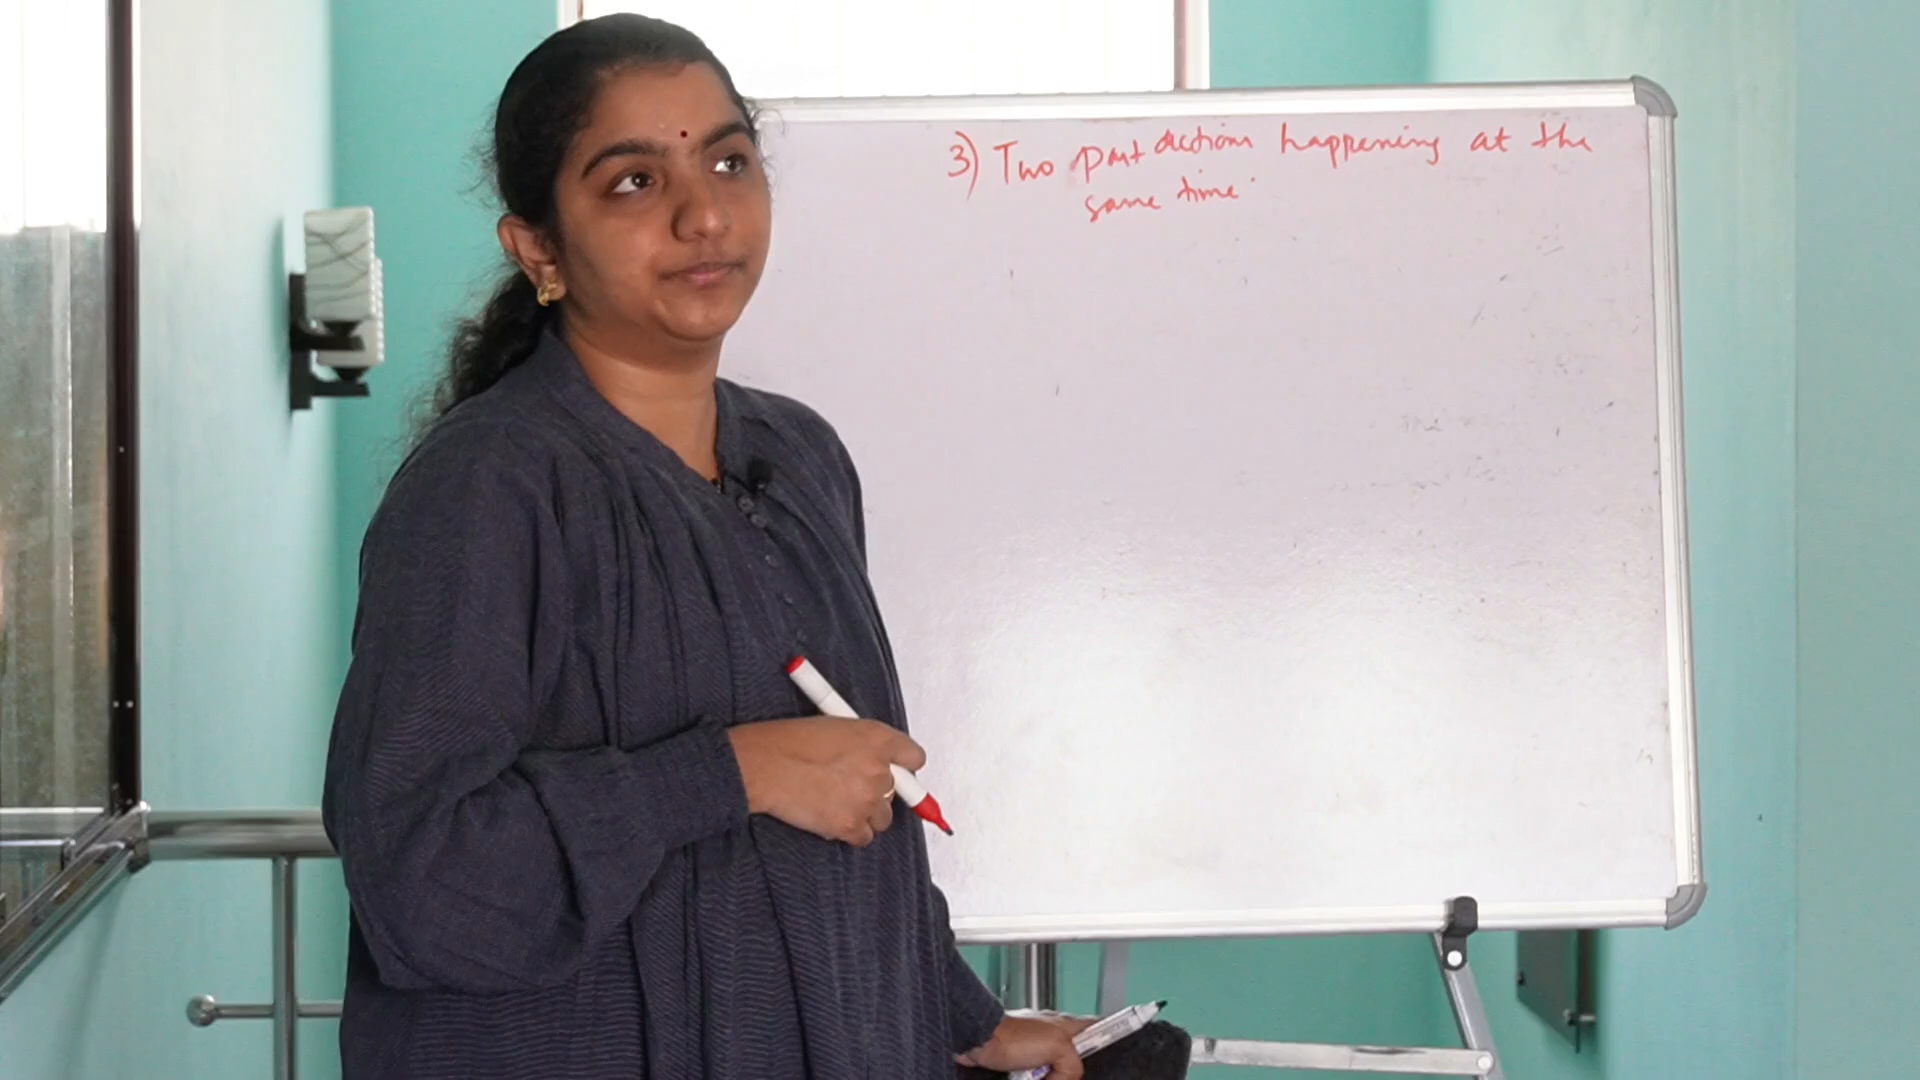 3) Two past actions happening at the
same time.